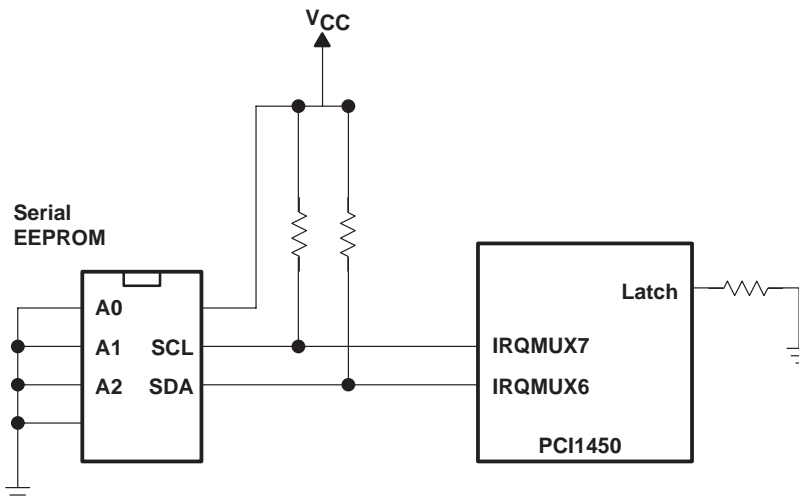 VCC
Serial
EEPROM
A0
A1 SCL
A2 SDA
Latch
IRQMUX7
IRQMUX6
PCI1450